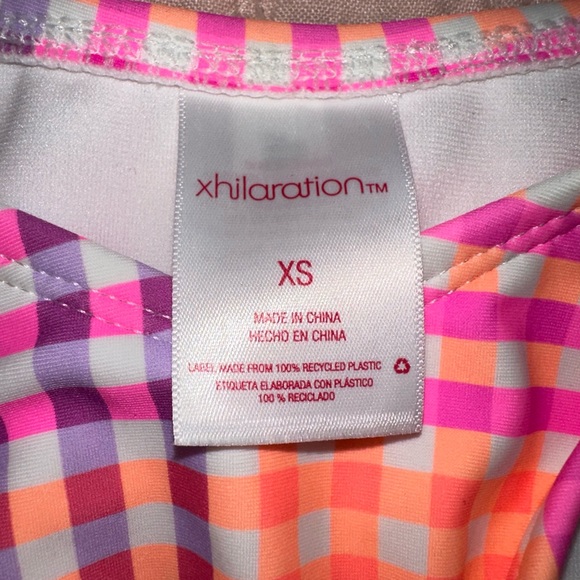 xhilaration™
XS
MADE IN CHINA
HECHO EN CHINA
LABEL MADE FROM 100% RECYCLED PLASTIC
ETIQUETA ELABORADA CON PLÁSTICO
100 % RECICLADO